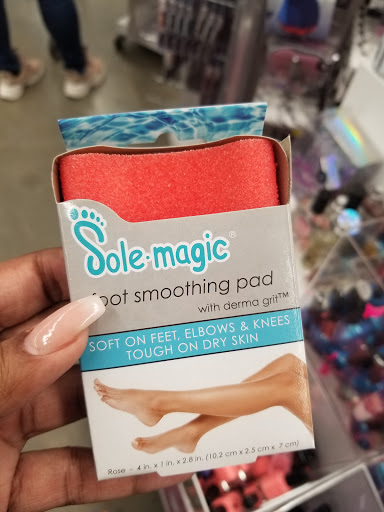 Sole·magic®
foot smoothing pad
with derma grit™
SOFT ON FEET, ELBOWS & KNEES
TOUGH ON DRY SKIN
Rose - 4 in. x 1 in. x 2.8 in. (10.2 cm x 2.5 cm x 7 cm)